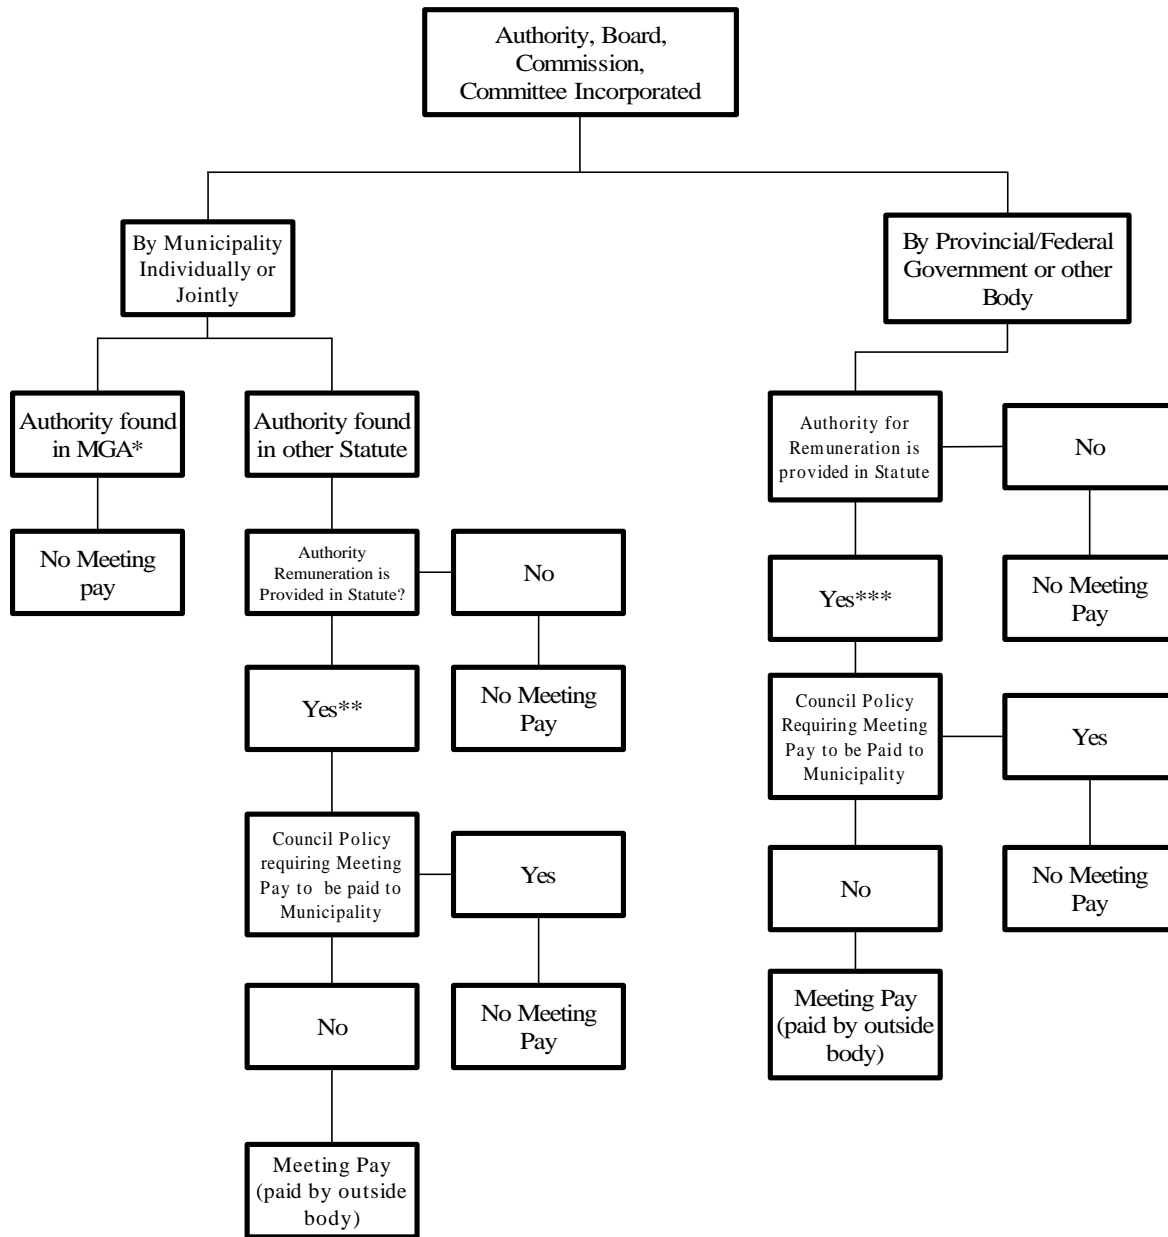 Authority, Board,
Commission,
Committee Incorporated
By Municipality
Individually or
Jointly
By Provincial/Federal
Government or other
Body
Authority found
in MGA*
Authority found
in other Statute
Authority for
Remuneration is
provided in Statute
No
No Meeting
pay
Authority
Remuneration is
Provided in Statute?
No
Yes***
No Meeting
Pay
Yes**
No Meeting
Pay
Council Policy
Requiring Meeting
Pay to be Paid to
Municipality
Yes
Council Policy
requiring Meeting
Pay to be paid to
Municipality
Yes
No
No Meeting
Pay
No
No Meeting
Pay
Meeting Pay
(paid by outside
body)
Meeting Pay
(paid by outside
body)